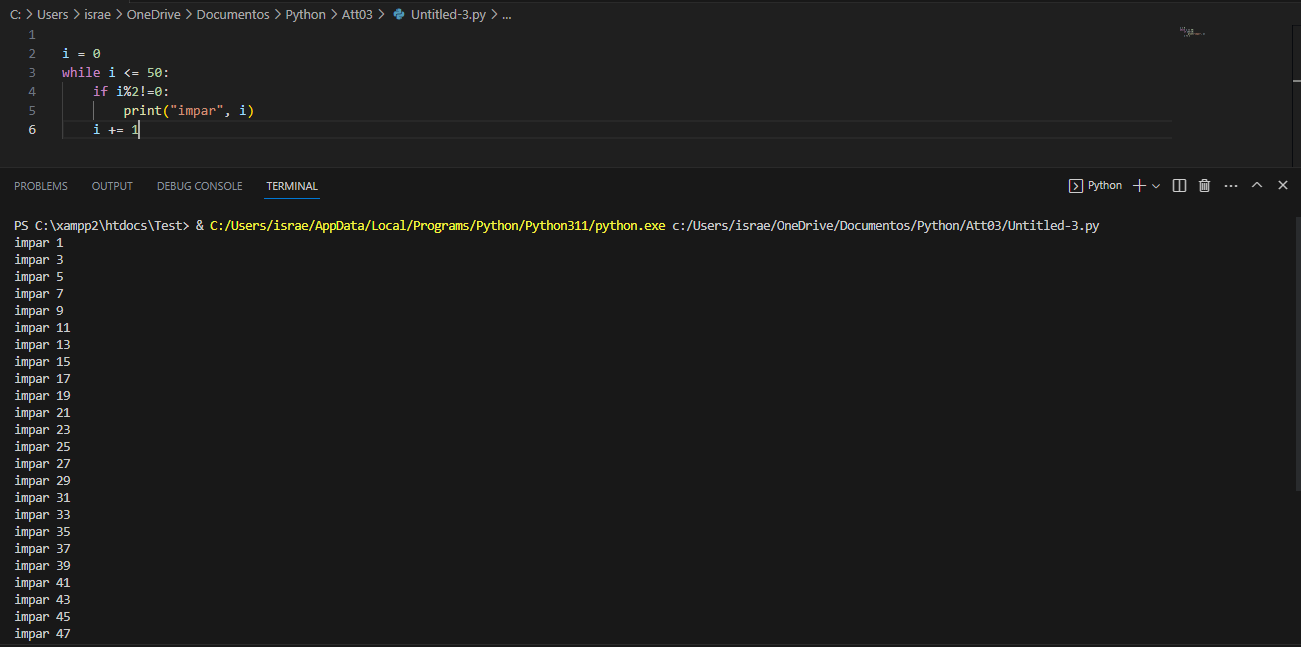 C: > Users > israe > OneDrive > Documentos > Python > Att03 > Untitled-3.py > ...
1
2 i = 0
3 while i <= 50:
4     if i%2!=0:
5         print("impar", i)
6     i += 1
PROBLEMS OUTPUT DEBUG CONSOLE TERMINAL Python
PS C:\xampp2\htdocs\Test> & C:/Users/israe/AppData/Local/Programs/Python/Python311/python.exe c:/Users/israe/OneDrive/Documentos/Python/Att03/Untitled-3.py
impar 1
impar 3
impar 5
impar 7
impar 9
impar 11
impar 13
impar 15
impar 17
impar 19
impar 21
impar 23
impar 25
impar 27
impar 29
impar 31
impar 33
impar 35
impar 37
impar 39
impar 41
impar 43
impar 45
impar 47